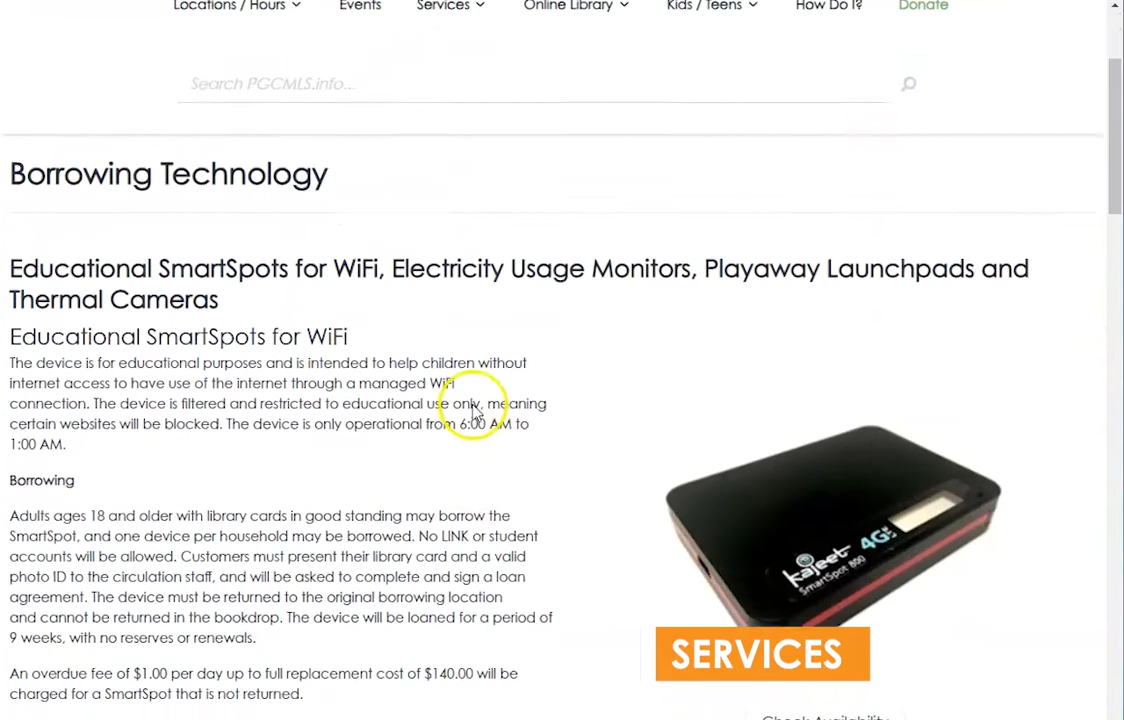 Locations / Hours Events Services Online Library Kids / Teens How Do I? Donate
Search PGCMLS.info...
Borrowing Technology
Educational SmartSpots for WiFi, Electricity Usage Monitors, Playaway Launchpads and
Thermal Cameras
Educational SmartSpots for WiFi
The device is for educational purposes and is intended to help children without
internet access to have use of the internet through a managed WiFi
connection. The device is filtered and restricted to educational use only, meaning
certain websites will be blocked. The device is only operational from 6:00 AM to
1:00 AM.
Borrowing
Adults ages 18 and older with library cards in good standing may borrow the
SmartSpot, and one device per household may be borrowed. No LINK or student
accounts will be allowed. Customers must present their library card and a valid
photo ID to the circulation staff, and will be asked to complete and sign a loan
agreement. The device must be returned to the original borrowing location
and cannot be returned in the bookdrop. The device will be loaned for a period of
9 weeks, with no reserves or renewals.
An overdue fee of $1.00 per day up to full replacement cost of $140.00 will be
charged for a SmartSpot that is not returned.
kajeet 4G
SmartSpot 800
SERVICES
Check Availability